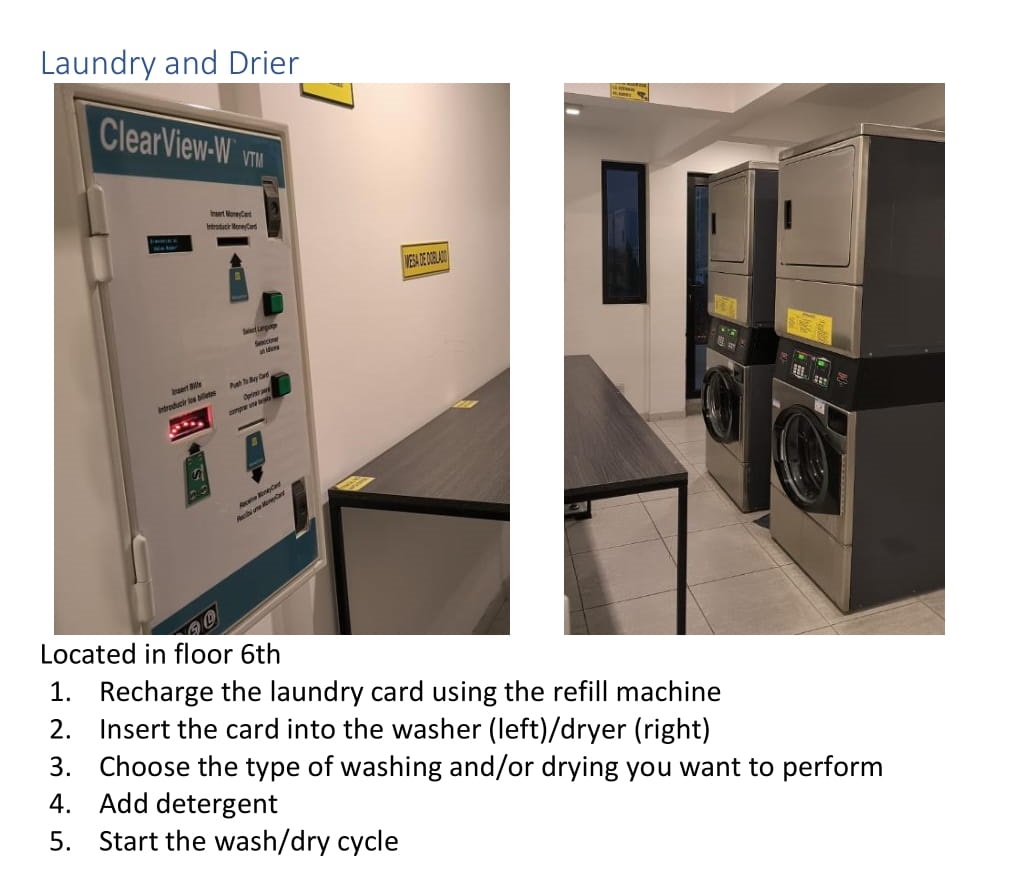 Laundry and Drier
ClearView-W VTM
Insert MoneyCard
Introducir MoneyCard
Select Language
Seleccionar
un Idioma
MESA DE DOBLADO
Insert Bills
Introducir los billetes
Push To Buy Card
Oprimir para
comprar una tarjeta
Receive MoneyCard
Reciba una MoneyCard
Located in floor 6th
1. Recharge the laundry card using the refill machine
2. Insert the card into the washer (left)/dryer (right)
3. Choose the type of washing and/or drying you want to perform
4. Add detergent
5. Start the wash/dry cycle